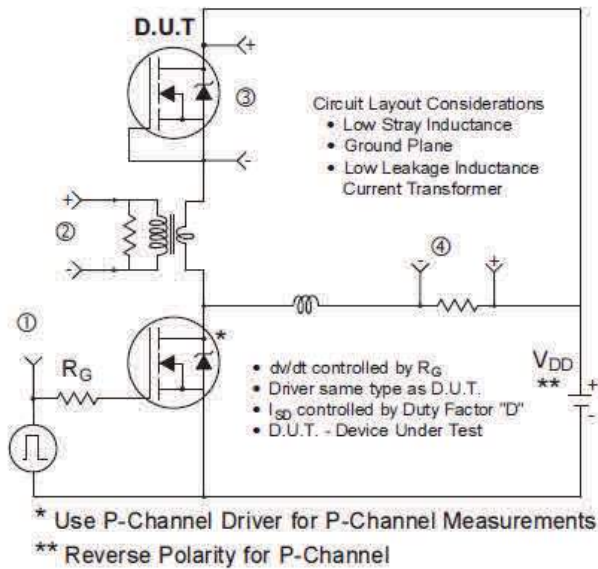 D.U.T
+
③
-
Circuit Layout Considerations
• Low Stray Inductance
• Ground Plane
• Low Leakage Inductance
Current Transformer
+
②
-
④
- +
①
R_G
*
• dv/dt controlled by R_G
• Driver same type as D.U.T.
• I_SD controlled by Duty Factor "D"
• D.U.T. - Device Under Test
V_DD
**
+
-
* Use P-Channel Driver for P-Channel Measurements
** Reverse Polarity for P-Channel